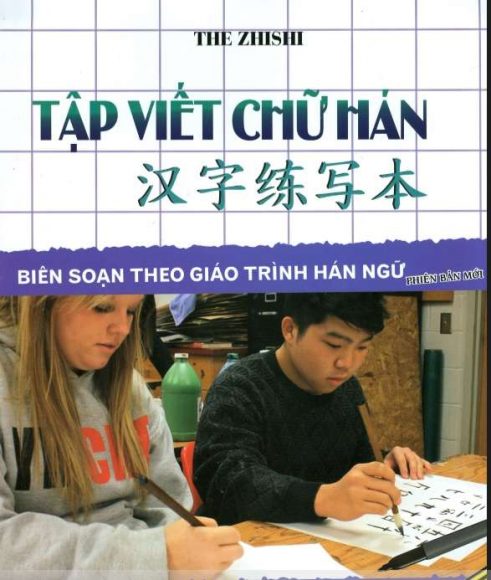 THE ZHISHI
TẬP VIẾT CHỮ HÁN
汉字练写本
BIÊN SOẠN THEO GIÁO TRÌNH HÁN NGỮ
PHIÊN BẢN MỚI